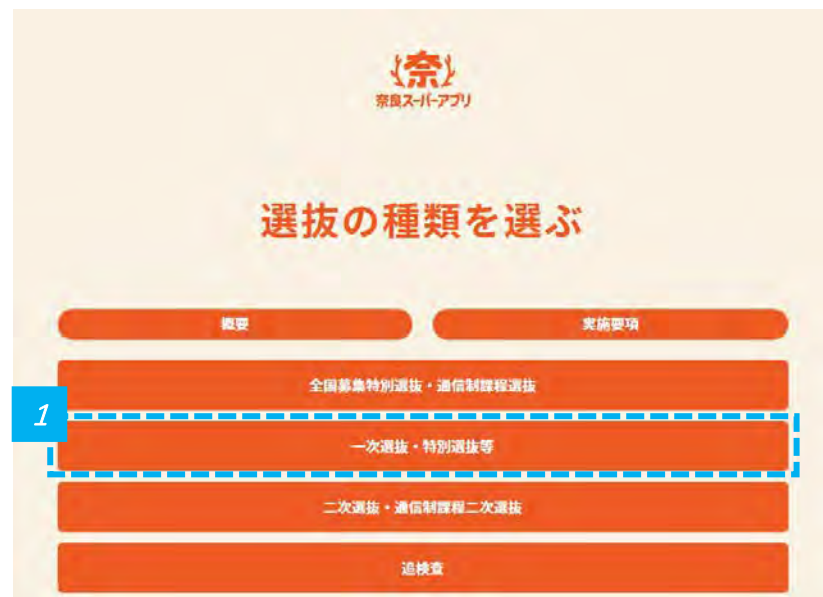 奈
奈良スーパーアプリ
選抜の種類を選ぶ
概要 実施要項
全国募集特別選抜・通信制課程選抜
1
一次選抜・特別選抜等
二次選抜・通信制課程二次選抜
追検査